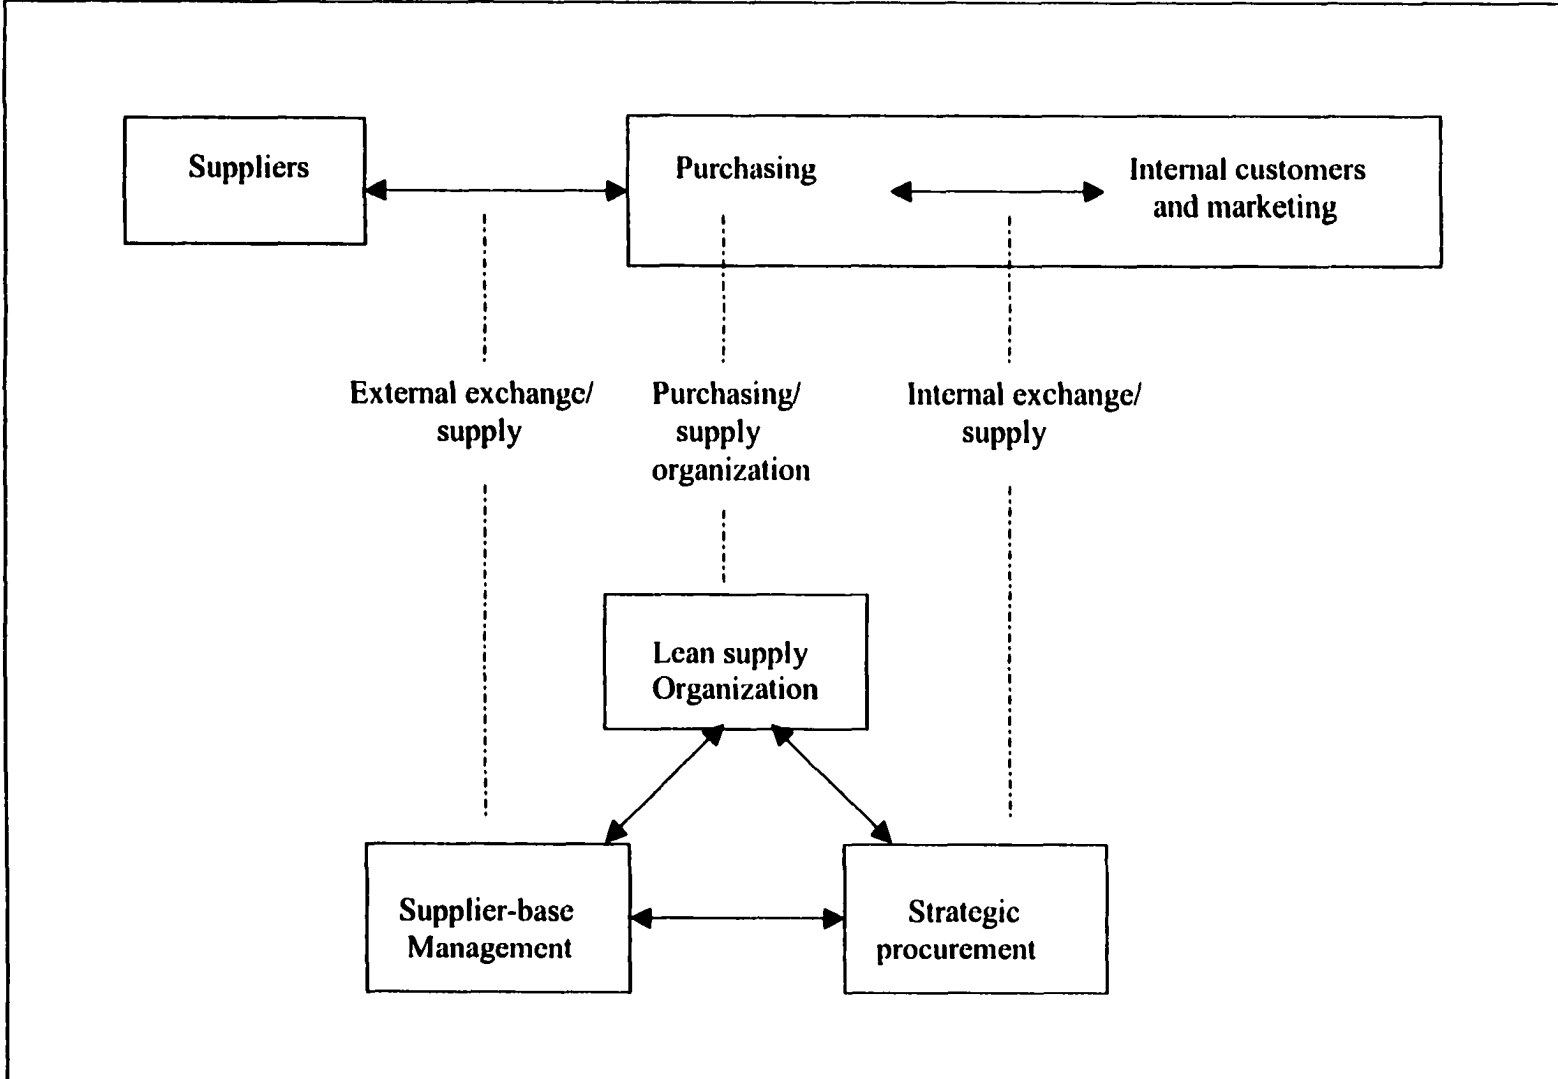 Suppliers
Purchasing
Internal customers
and marketing
External exchange/
supply
Purchasing/
supply
organization
Internal exchange/
supply
Lean supply
Organization
Supplier-base
Management
Strategic
procurement